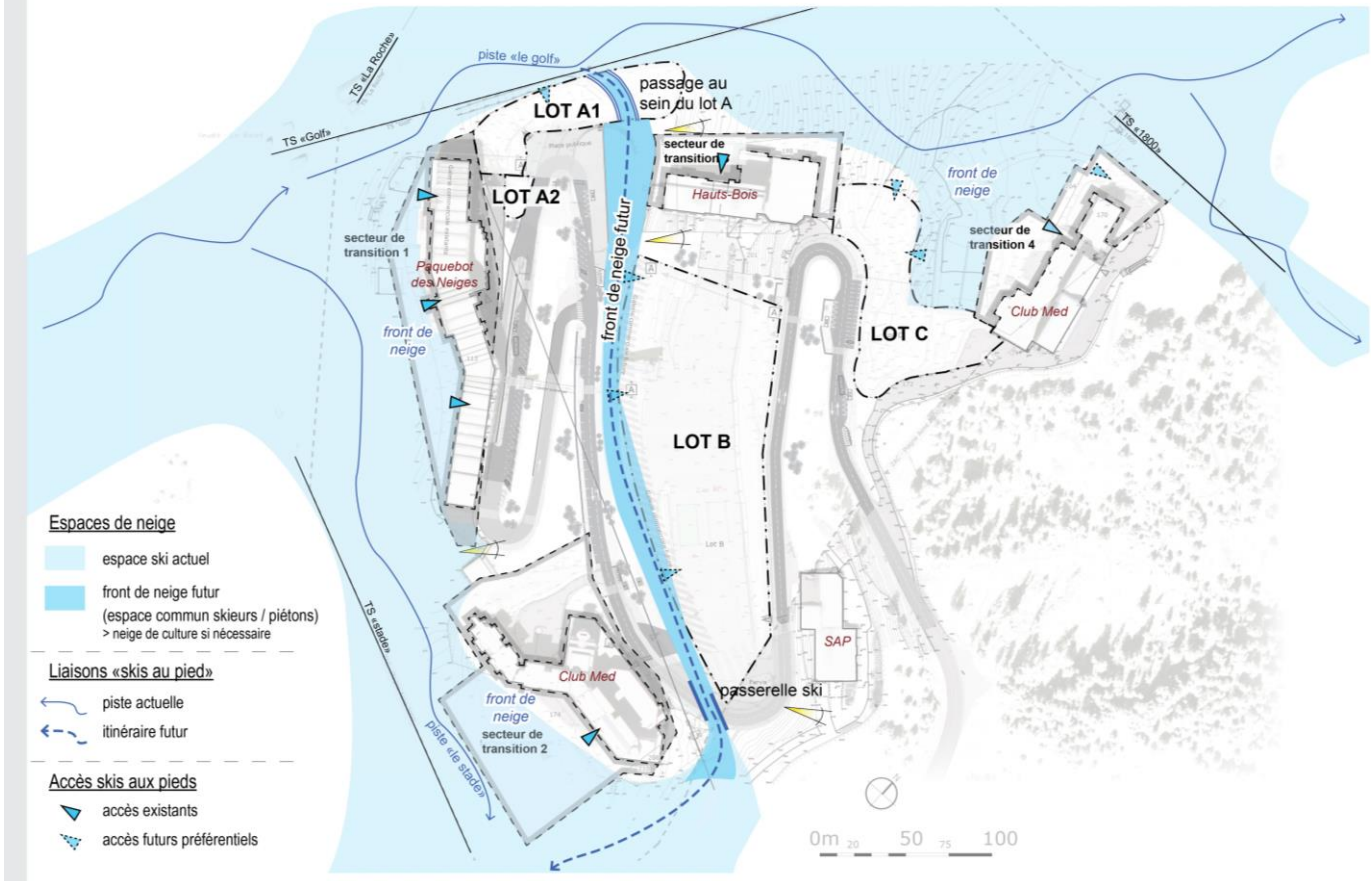 TS «La Roche»
piste «le golf»
passage au
sein du lot A
LOT A1
TS «Golf»
TS «1800»
Place publique
secteur de
transition
Hauts-Bois
front de
neige
LOT A2
secteur de
transition 1
Paquebot
des Neiges
front de
neige
front de neige futur
secteur de
transition 4
Club Med
170
A
A
A
LOT C
LOT B
Lot B
Espaces de neige
espace ski actuel
front de neige futur
(espace commun skieurs / piétons)
> neige de culture si nécessaire
Liaisons «skis au pied»
piste actuelle
itinéraire futur
Accès skis aux pieds
accès existants
accès futurs préférentiels
TS «stade»
piste «le stade»
Club Med
front de
neige
secteur de
transition 2
SAP
passerelle ski
0m 20 50 75 100